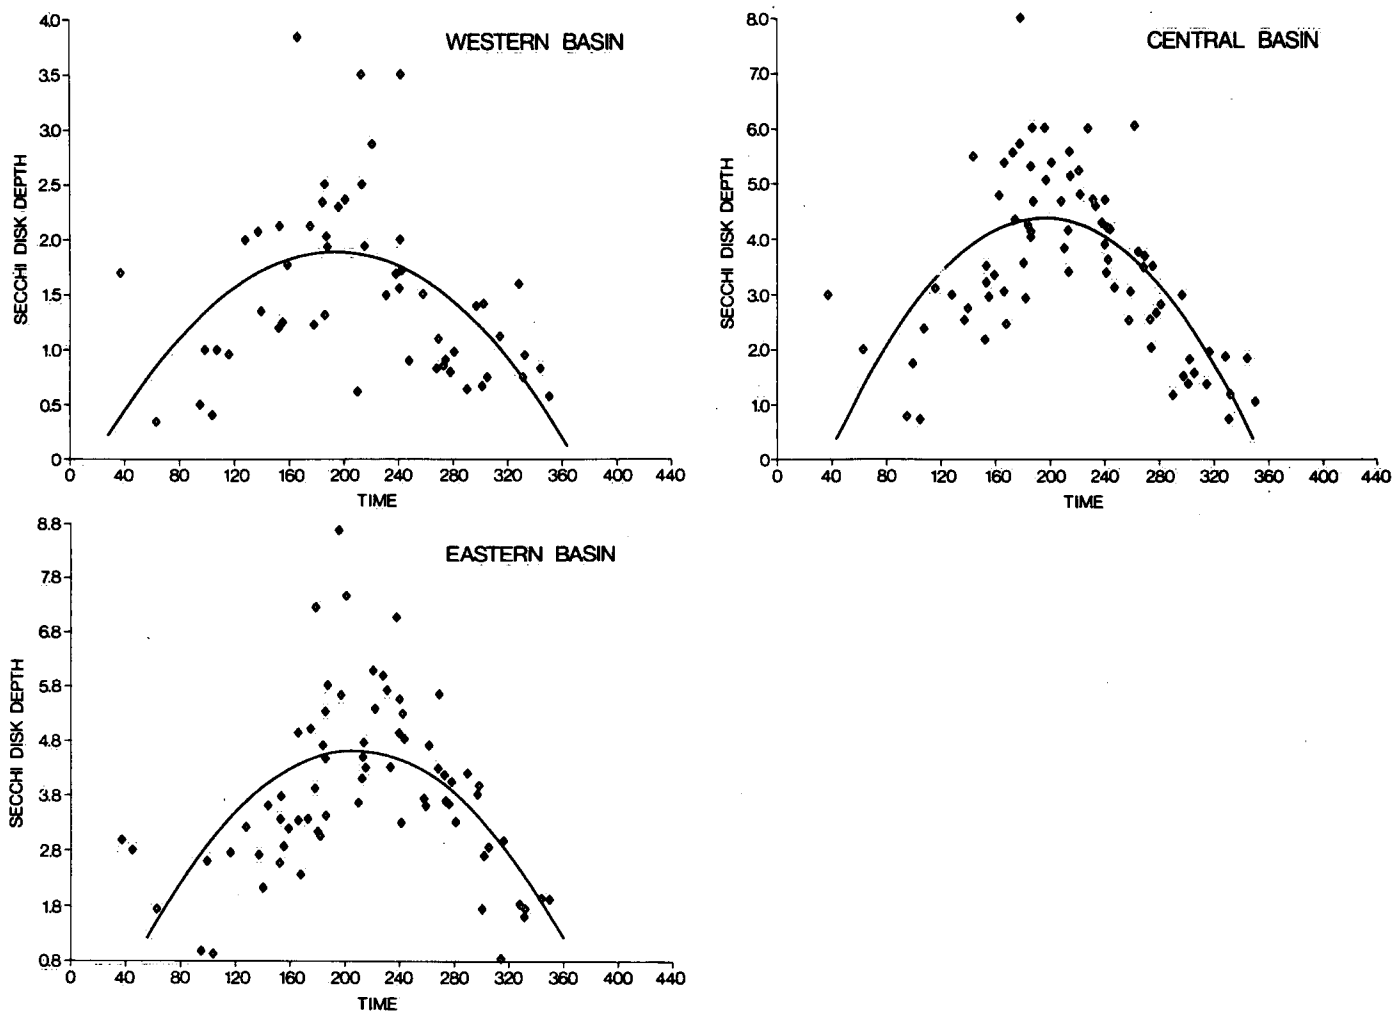 WESTERN BASIN
SECCHI DISK DEPTH
4.0
3.5
3.0
2.5
2.0
1.5
1.0
0.5
0
0 40 80 120 160 200 240 280 320 360 400 440
TIME
CENTRAL BASIN
SECCHI DISK DEPTH
8.0
7.0
6.0
5.0
4.0
3.0
2.0
1.0
0
0 40 80 120 160 200 240 280 320 360 400 440
TIME
EASTERN BASIN
SECCHI DISK DEPTH
8.8
7.8
6.8
5.8
4.8
3.8
2.8
1.8
0.8
0 40 80 120 160 200 240 280 320 360 400 440
TIME